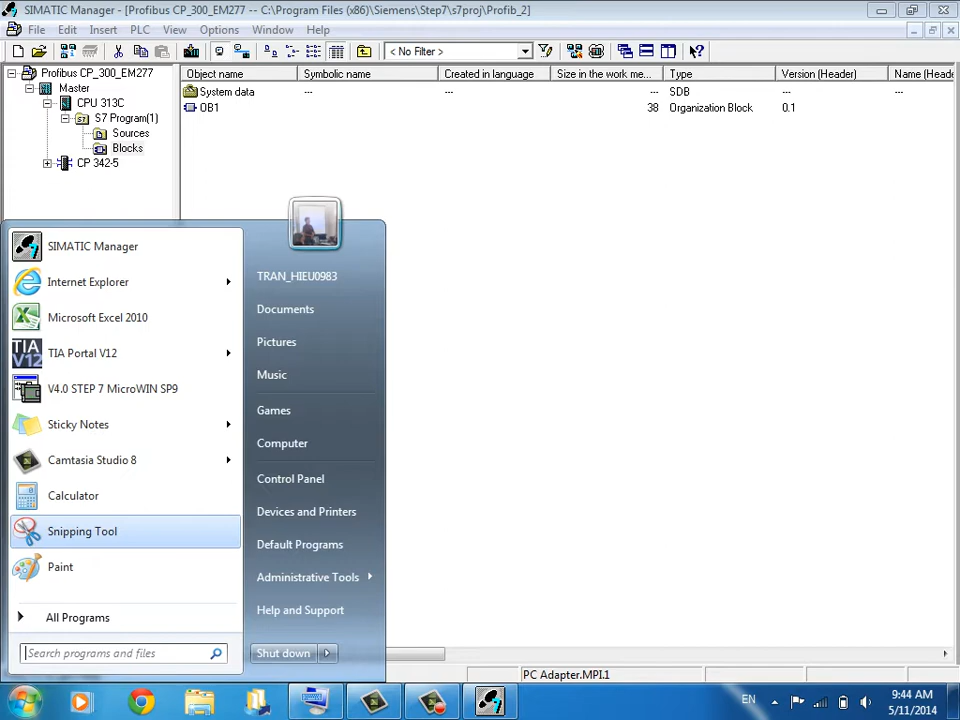 SIMATIC Manager - [Profibus CP_300_EM277 -- C:\Program Files (x86)\Siemens\Step7\s7proj\Profib_2]
File Edit Insert PLC View Options Window Help
< No Filter >
Profibus CP_300_EM277
Master
CPU 313C
S7 Program(1)
Sources
Blocks
CP 342-5
Object name Symbolic name Created in language Size in the work me... Type Version (Header) Name (Heade
System data --- --- --- SDB --- ---
OB1 38 Organization Block 0.1
SIMATIC Manager
Internet Explorer
Microsoft Excel 2010
TIA V12
TIA Portal V12
V4.0 STEP 7 MicroWIN SP9
Sticky Notes
Camtasia Studio 8
Calculator
Snipping Tool
Paint
All Programs
Search programs and files
TRAN_HIEU0983
Documents
Pictures
Music
Games
Computer
Control Panel
Devices and Printers
Default Programs
Administrative Tools
Help and Support
Shut down
PC Adapter.MPI.1
EN
9:44 AM
5/11/2014